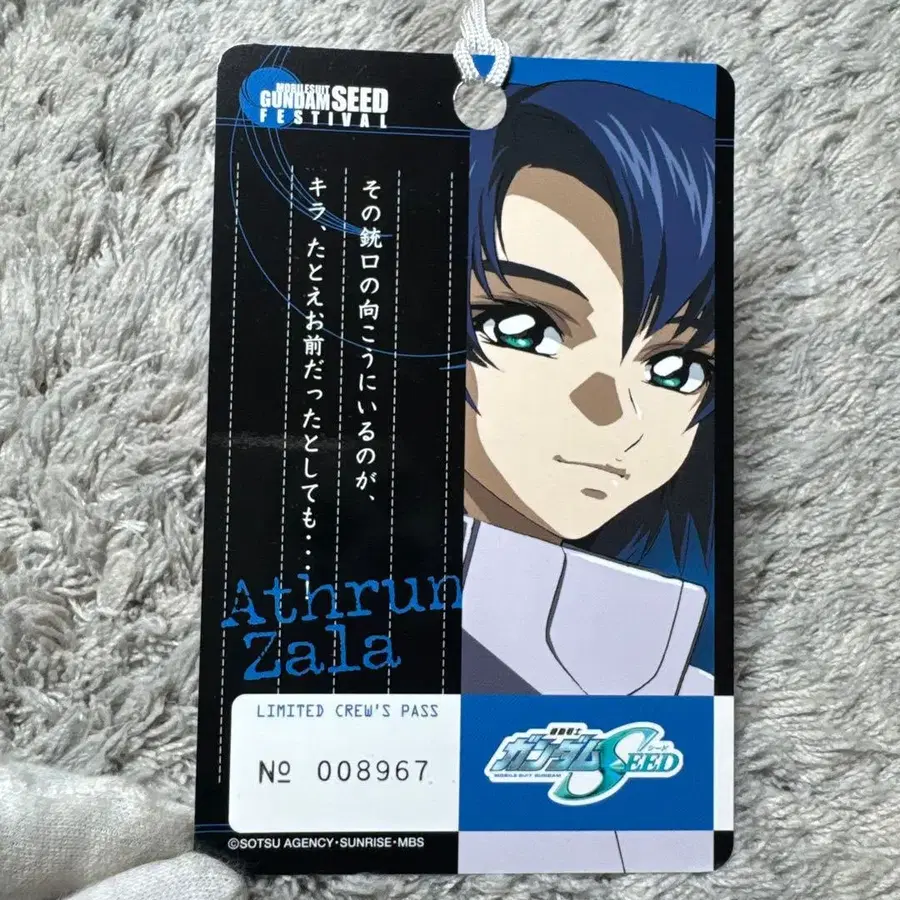 MOBILE SUIT
GUNDAM SEED
FESTIVAL
その銃口の向こうにいるのが、
キラ、たとえお前だったとしても・・・・!
Athrun
Zala
LIMITED CREW'S PASS
№ 008967
機動戦士
ガンダムSEED
シード
MOBILE SUIT GUNDAM
©SOTSU AGENCY・SUNRISE・MBS